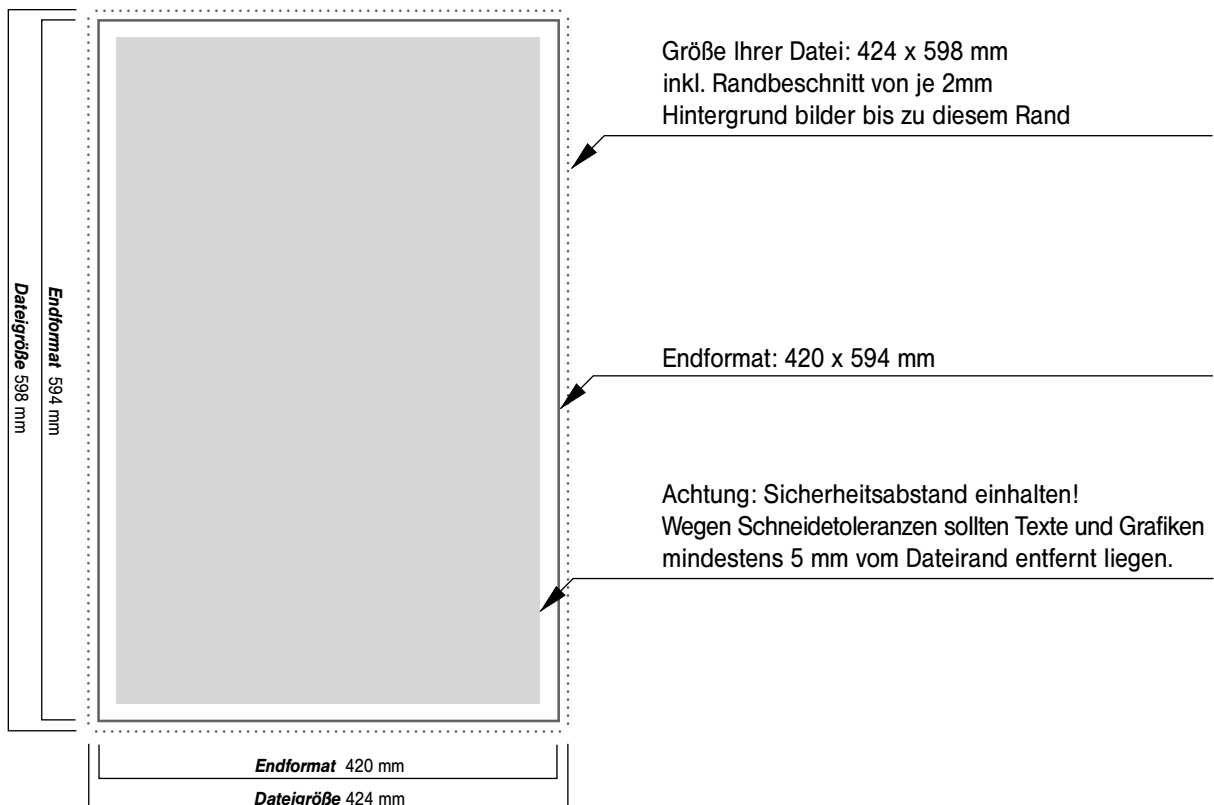 Größe Ihrer Datei: 424 x 598 mm
inkl. Randbeschnitt von je 2mm
Hintergrund bilder bis zu diesem Rand
Endformat: 420 x 594 mm
Achtung: Sicherheitsabstand einhalten!
Wegen Schneidetoleranzen sollten Texte und Grafiken
mindestens 5 mm vom Dateirand entfernt liegen.
Dateigröße 598 mm
Endformat 594 mm
Endformat 420 mm
Dateigröße 424 mm